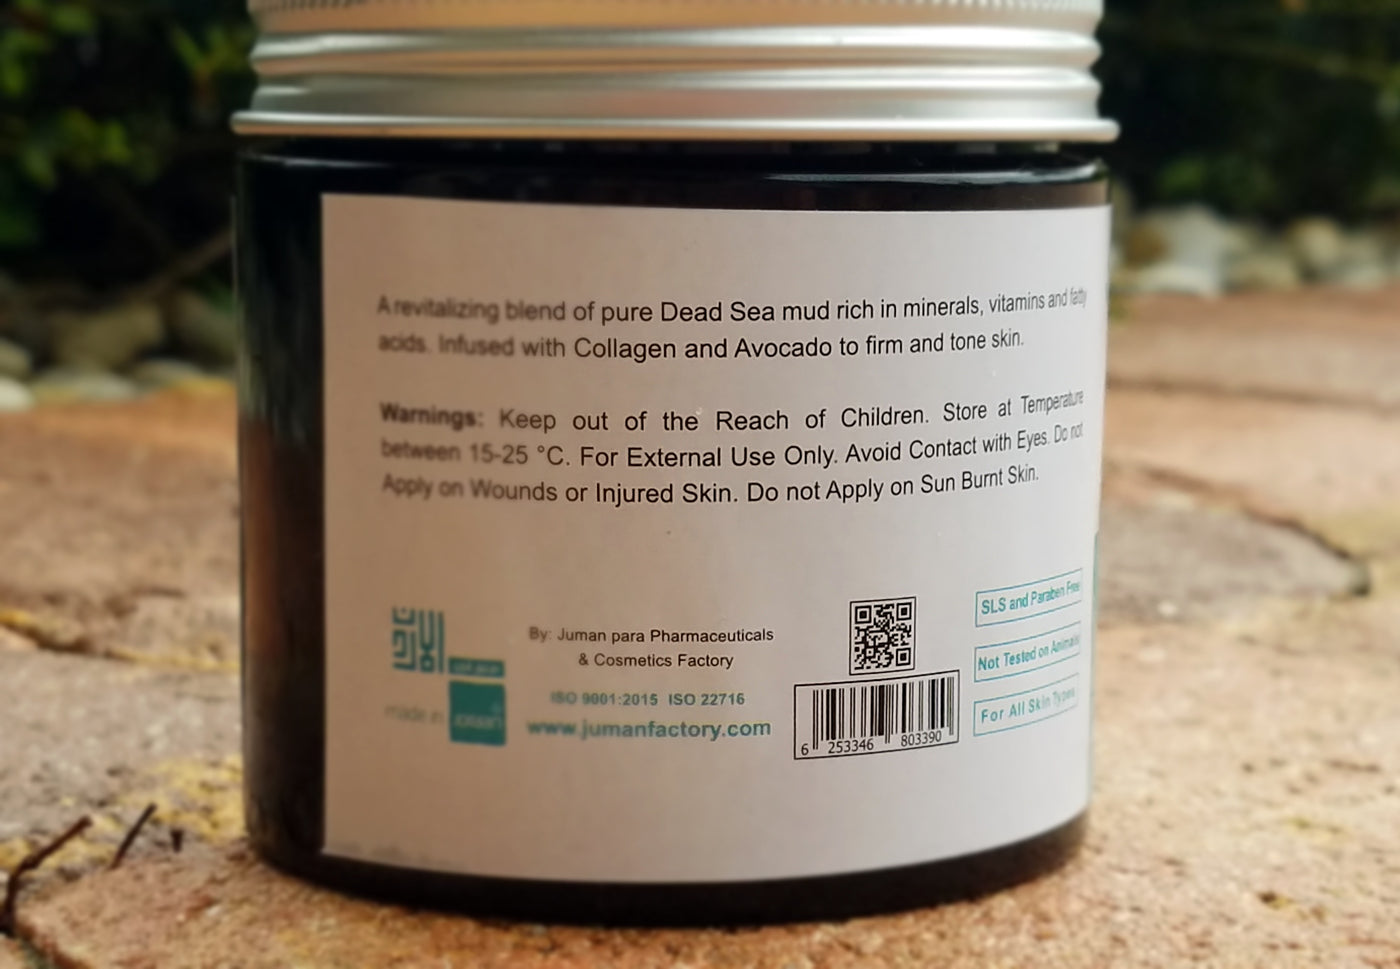 A revitalizing blend of pure Dead Sea mud rich in minerals, vitamins and fatty
acids. Infused with Collagen and Avocado to firm and tone skin.
Warnings: Keep out of the Reach of Children. Store at Temperature
between 15-25 °C. For External Use Only. Avoid Contact with Eyes. Do not
Apply on Wounds or Injured Skin. Do not Apply on Sun Burnt Skin.
الأردن
made in
By: Juman para Pharmaceuticals
& Cosmetics Factory
ISO 9001:2015 ISO 22716
www.jumanfactory.com
6 253346 803390
SLS and Paraben Free
Not Tested on Animals
For All Skin Types